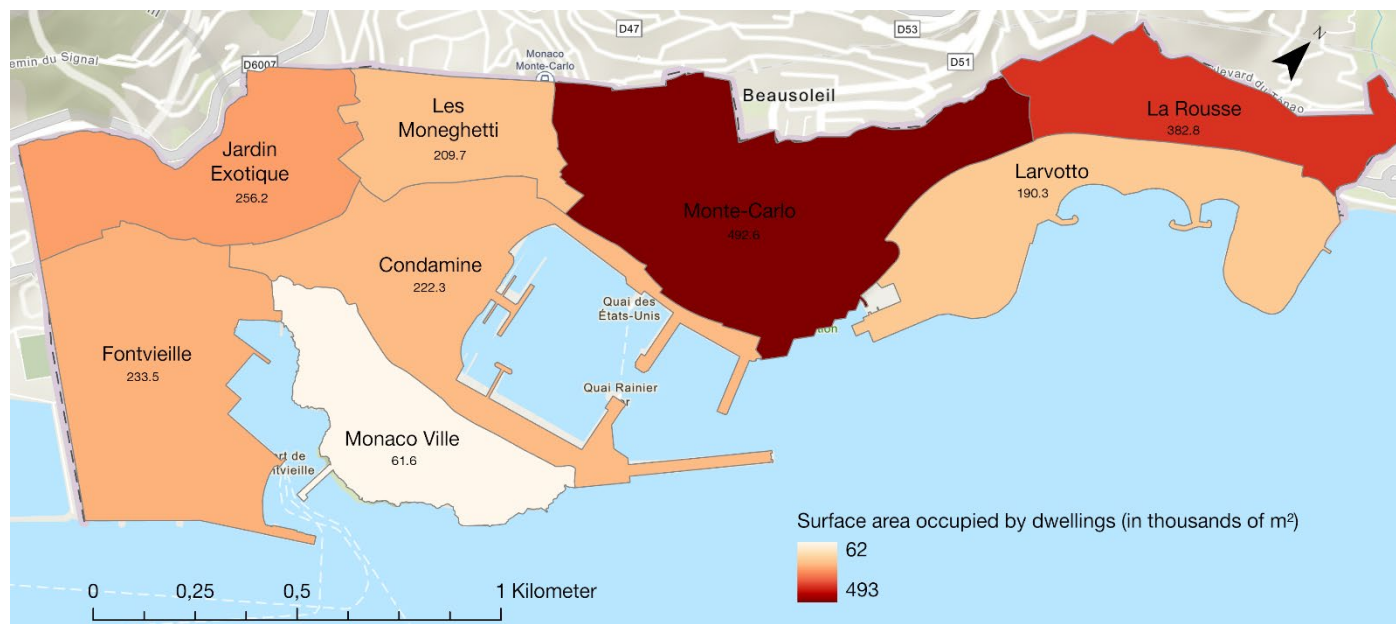 D47
D53
N
emin du Signal
D6007
Monaco
Monte-Carlo
D51
Beausoleil
Les
Moneghetti
209.7
La Rousse
382.8
Jardin
Exotique
256.2
Larvotto
190.3
Monte-Carlo
492.6
Condamine
222.3
Quai des
États-Unis
Fontvieille
233.5
Quai Rainier
Monaco Ville
61.6
Surface area occupied by dwellings (in thousands of m²)
62
493
0 0,25 0,5 1 Kilometer